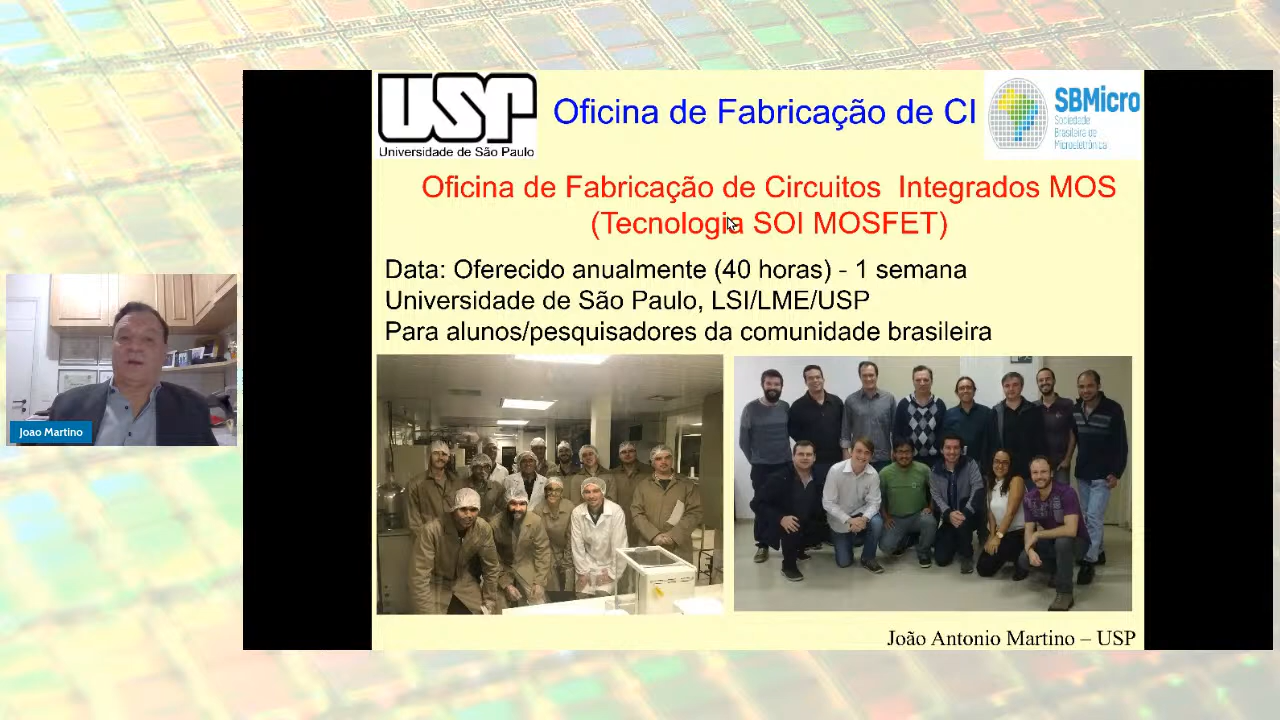 USP
Universidade de São Paulo
Oficina de Fabricação de CI
SBMicro
Sociedade
Brasileira de
Microeletrônica
Oficina de Fabricação de Circuitos Integrados MOS
(Tecnologia SOI MOSFET)
Data: Oferecido anualmente (40 horas) - 1 semana
Universidade de São Paulo, LSI/LME/USP
Para alunos/pesquisadores da comunidade brasileira
Joao Martino
João Antonio Martino – USP